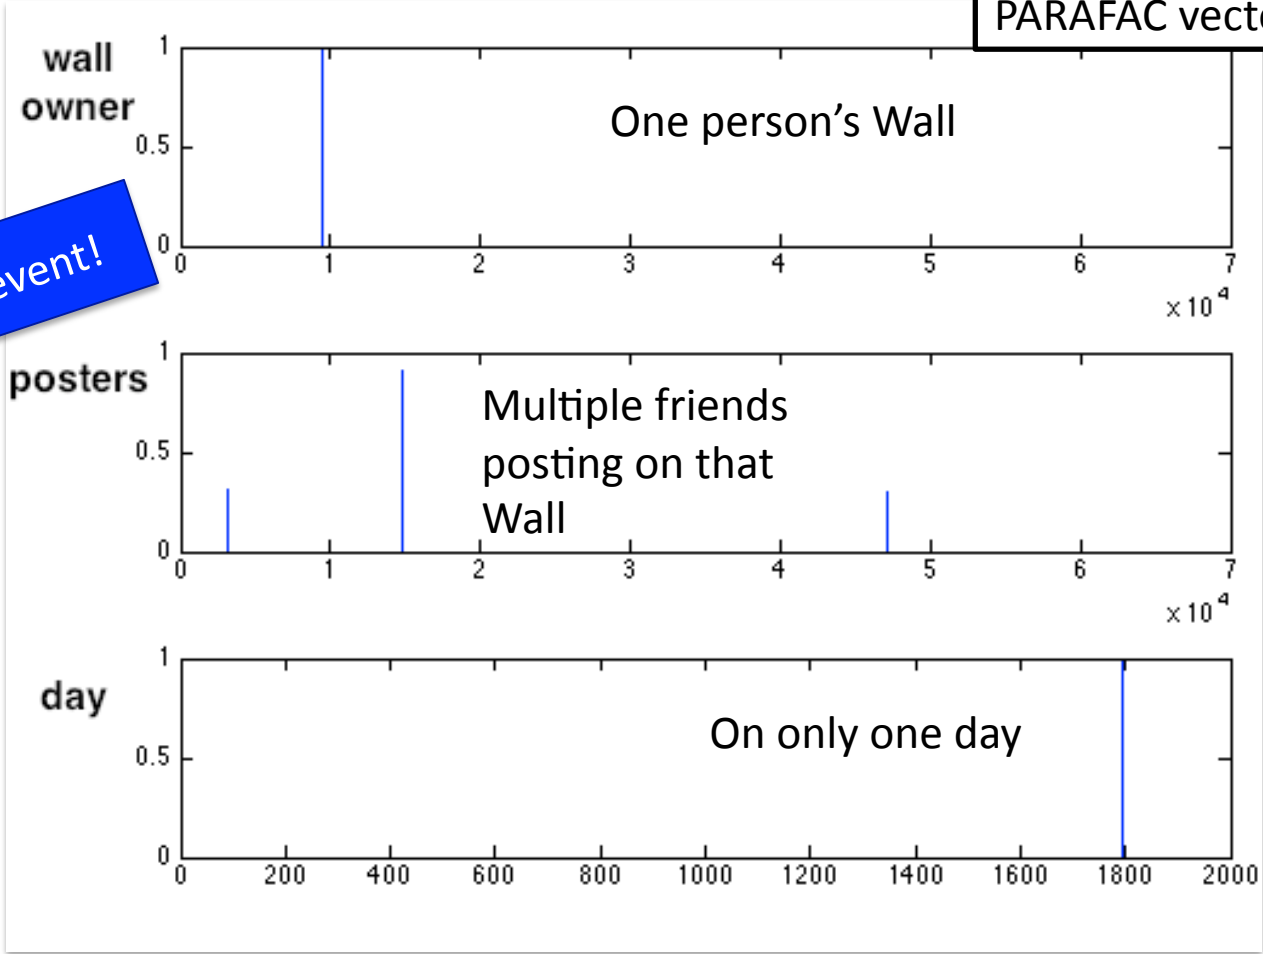 PARAFAC
wall
owner
1
0.5
0
One person's Wall
0 1 2 3 4 5 6 7
x 10 4
event!
posters
1
0.5
0
Multiple friends
posting on that
Wall
0 1 2 3 4 5 6 7
x 10 4
day
1
0.5
0
On only one day
0 200 400 600 800 1000 1200 1400 1600 1800 2000